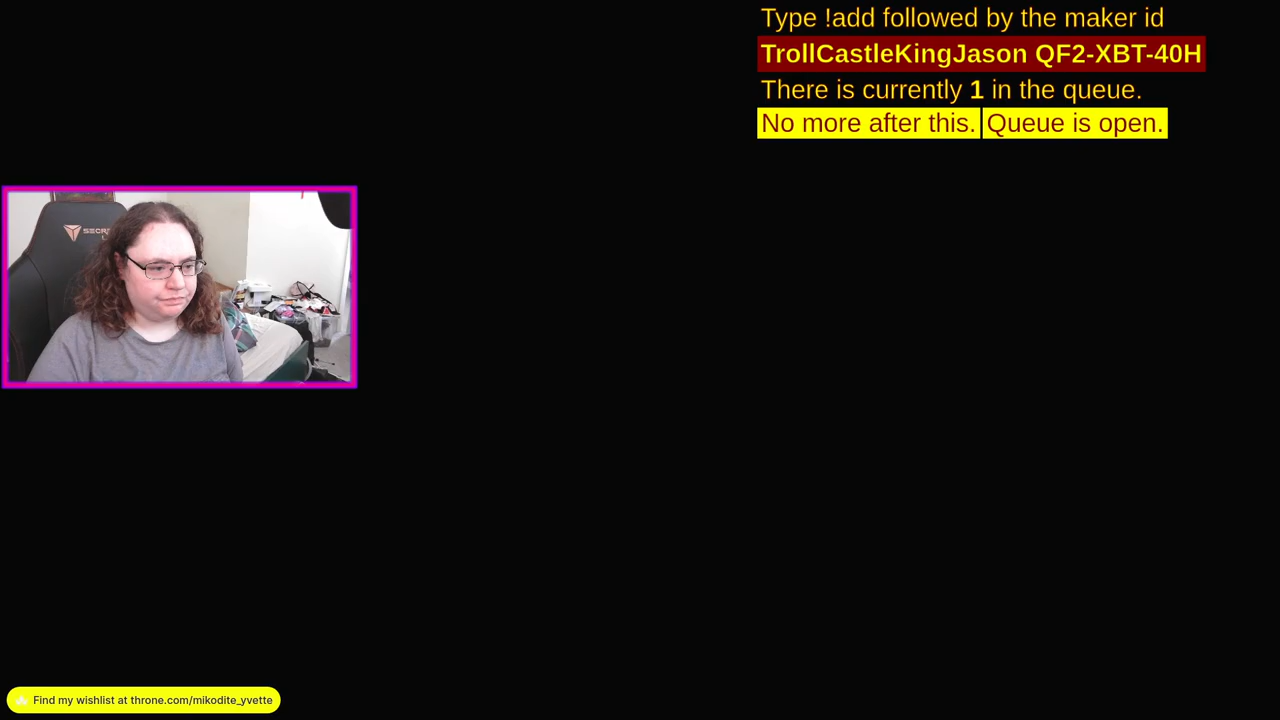 Type !add followed by the maker id
TrollCastleKingJason QF2-XBT-40H
There is currently 1 in the queue.
No more after this. Queue is open.
Find my wishlist at throne.com/mikodite_yvette